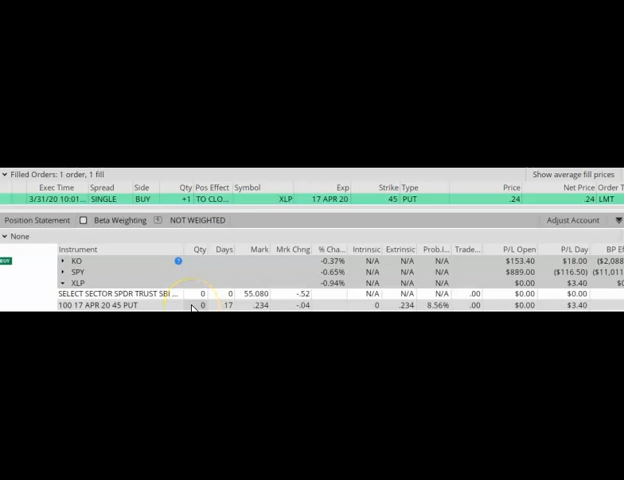 Filled Orders: 1 order, 1 fill Show average fill prices
Exec Time Spread Side Qty Pos Effect Symbol Exp Strike Type Price Net Price Order T
3/31/20 10:01... SINGLE BUY +1 TO CLO... XLP 17 APR 20 45 PUT .24 .24 LMT
Position Statement Beta Weighting NOT WEIGHTED Adjust Account
None
Instrument Qty Days Mark Mrk Chng % Cha... Intrinsic Extrinsic Prob.I... Trade... P/L Open P/L Day BP Ef
KO -0.37% N/A N/A N/A N/A $153.40 $18.00 ($2,088
SPY -0.65% N/A N/A N/A N/A $889.00 ($116.50) ($11,011
XLP -0.94% N/A N/A N/A N/A $0.00 $3.40 $0
SELECT SECTOR SPDR TRUST SBI ... 0 0 55.080 -.52 N/A N/A N/A .00 $0.00 $0.00
100 17 APR 20 45 PUT 0 17 .234 -.04 0 .234 8.56% .00 $0.00 $3.40